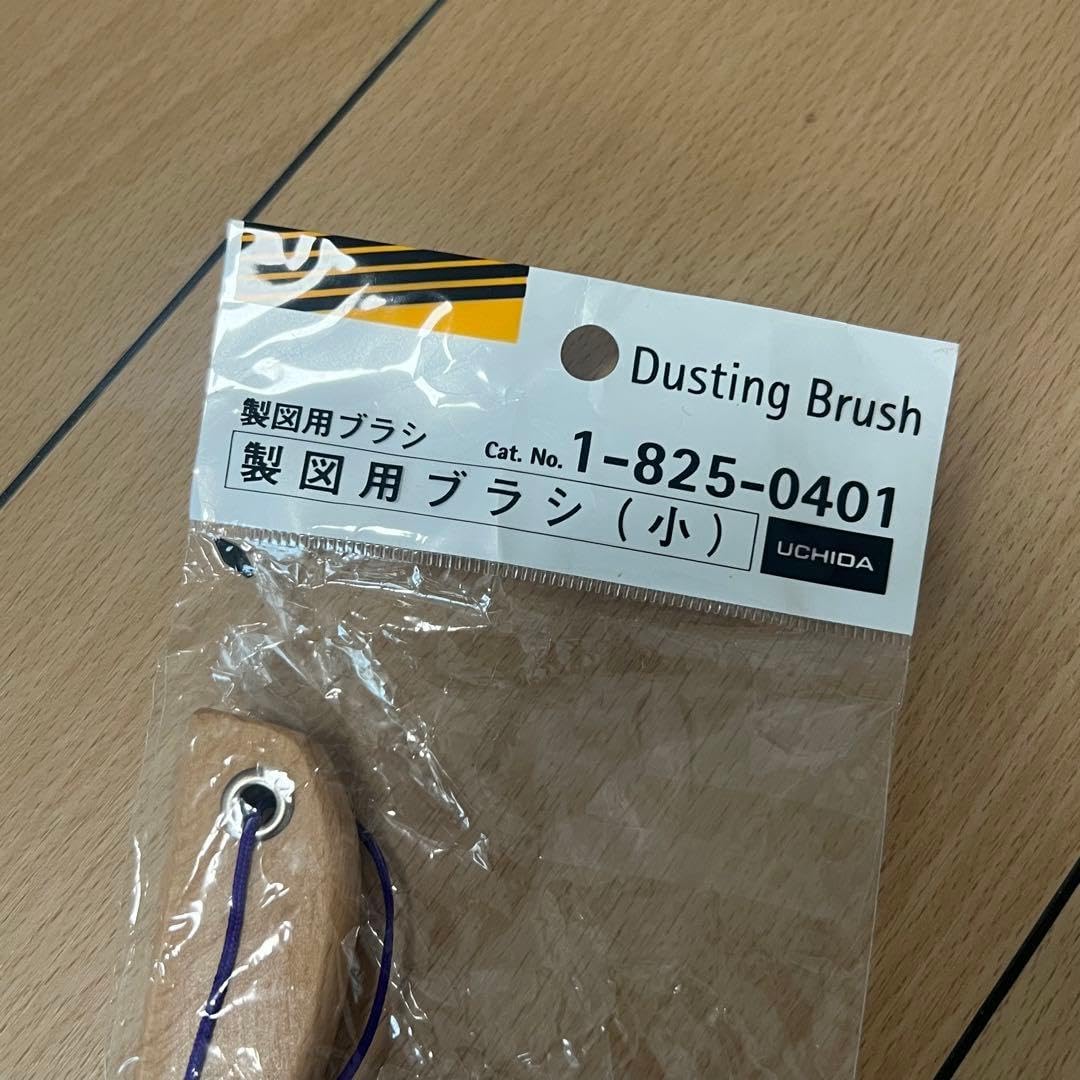 Dusting Brush
製図用ブラシ
Cat. No. 1-825-0401
製図用ブラシ(小)
UCHIDA